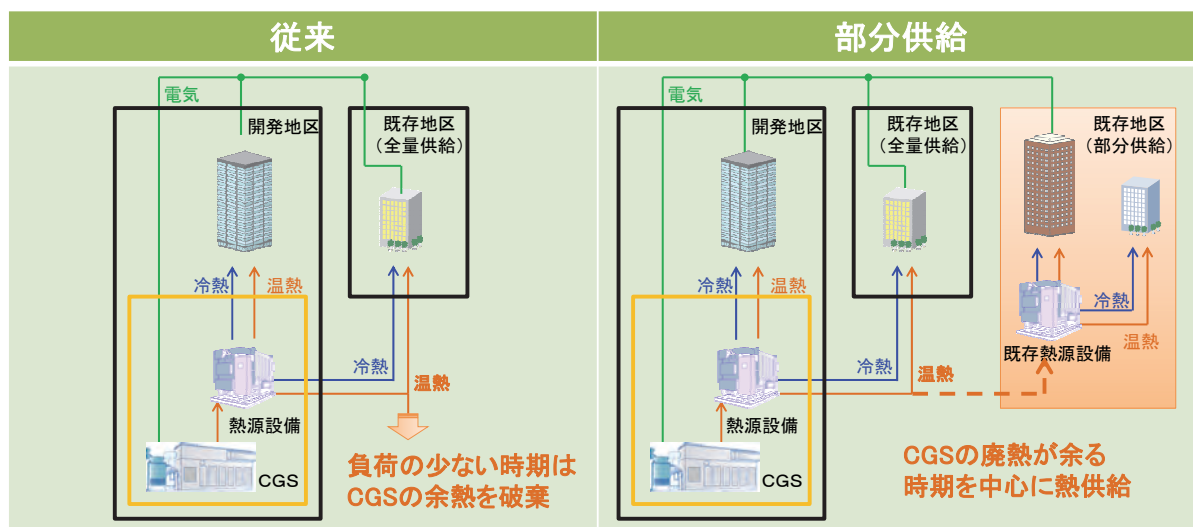 従来
電気
開発地区
既存地区
(全量供給)
冷熱
温熱
冷熱
温熱
熱源設備
CGS
負荷の少ない時期は
CGSの余熱を破棄
部分供給
電気
開発地区
既存地区
(全量供給)
既存地区
(部分供給)
冷熱
温熱
冷熱
温熱
熱源設備
CGS
冷熱
温熱
既存熱源設備
CGSの廃熱が余る
時期を中心に熱供給